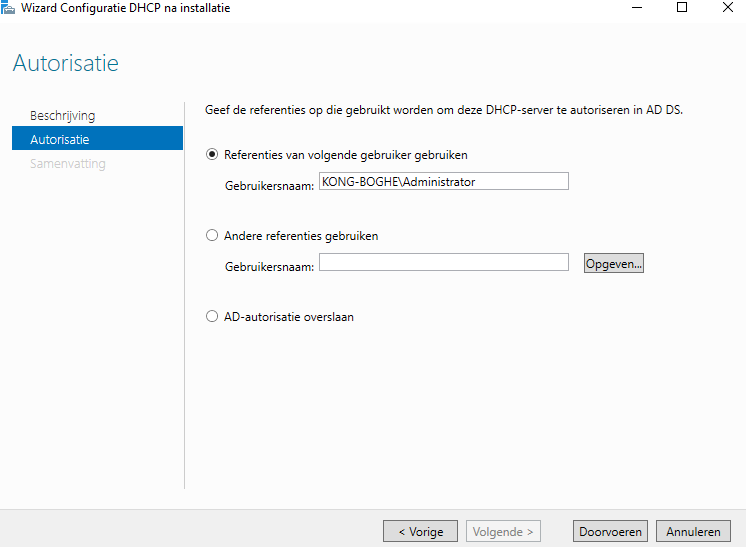 Wizard Configuratie DHCP na installatie
Autorisatie
Beschrijving
Autorisatie
Samenvatting
Geef de referenties op die gebruikt worden om deze DHCP-server te autoriseren in AD DS.
Referenties van volgende gebruiker gebruiken
Gebruikersnaam: KONG-BOGHE\Administrator
Andere referenties gebruiken
Gebruikersnaam: Opgeven...
AD-autorisatie overslaan
< Vorige Volgende > Doorvoeren Annuleren